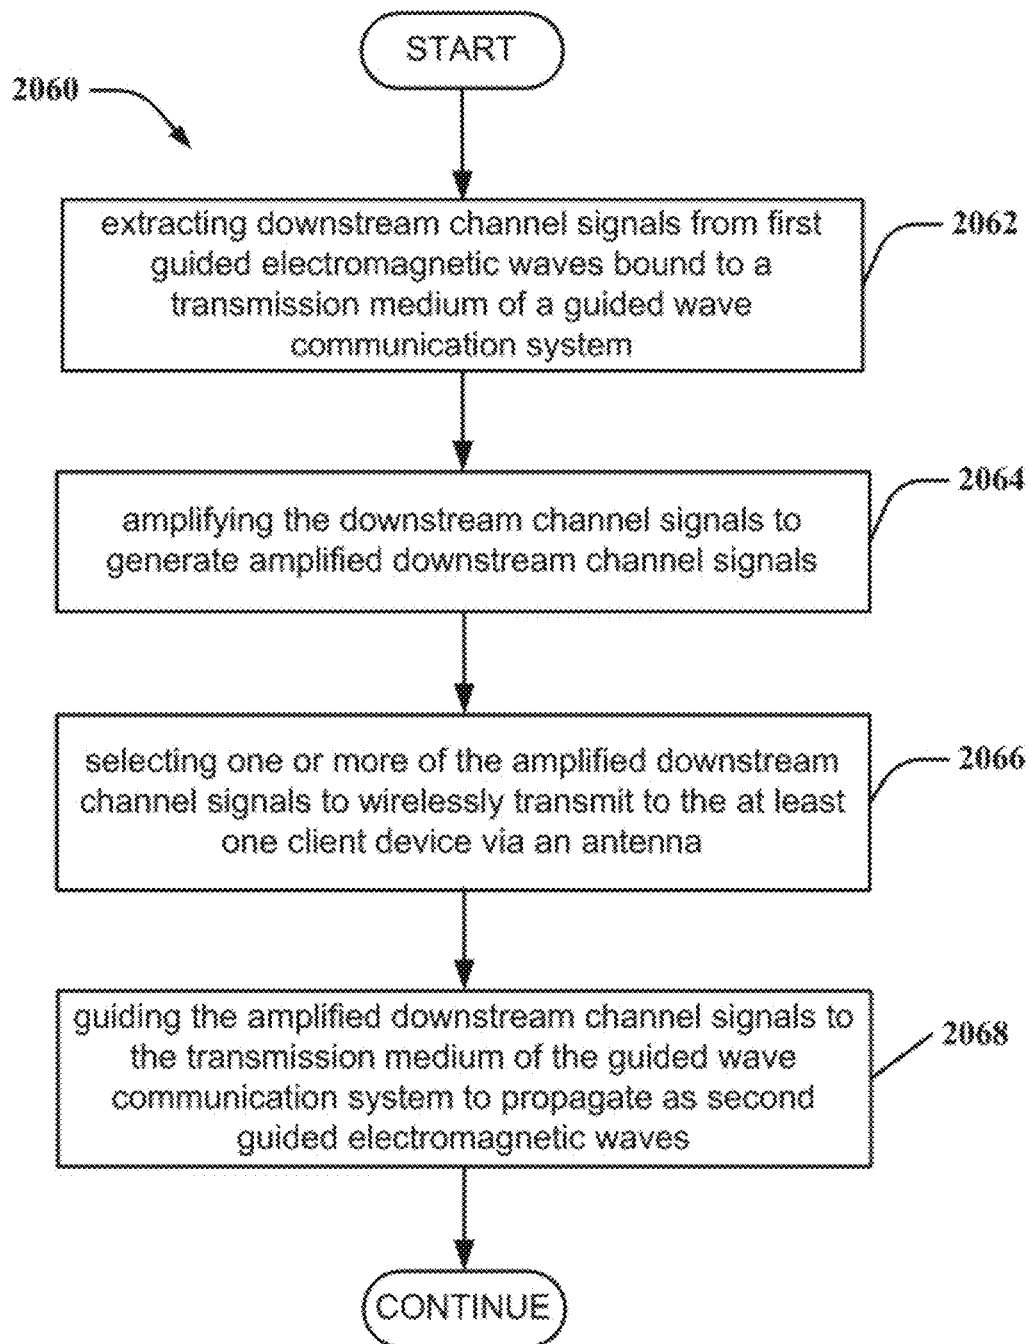 START
2060
extracting downstream channel signals from first
guided electromagnetic waves bound to a
transmission medium of a guided wave
communication system
2062
amplifying the downstream channel signals to
generate amplified downstream channel signals
2064
selecting one or more of the amplified downstream
channel signals to wirelessly transmit to the at least
one client device via an antenna
2066
guiding the amplified downstream channel signals to
the transmission medium of the guided wave
communication system to propagate as second
guided electromagnetic waves
2068
CONTINUE